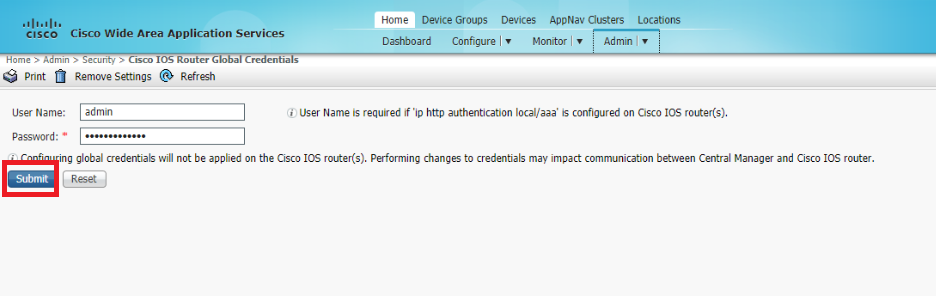 Home Device Groups Devices AppNav Clusters Locations
CISCO Cisco Wide Area Application Services
Dashboard Configure Monitor Admin
Home > Admin > Security > Cisco IOS Router Global Credentials
Print Remove Settings Refresh
User Name: admin User Name is required if 'ip http authentication local/aaa' is configured on Cisco IOS router(s).
Password: * •••••••••••••
Configuring global credentials will not be applied on the Cisco IOS router(s). Performing changes to credentials may impact communication between Central Manager and Cisco IOS router.
Submit Reset